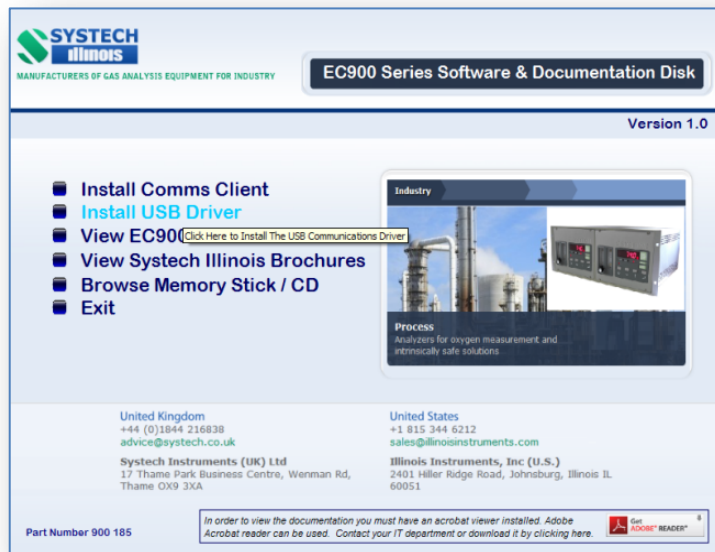 SYSTECH
Illinois
MANUFACTURERS OF GAS ANALYSIS EQUIPMENT FOR INDUSTRY
EC900 Series Software & Documentation Disk
Version 1.0
Install Comms Client
Install USB Driver
View EC900
Click Here to Install The USB Communications Driver
View Systech Illinois Brochures
Browse Memory Stick / CD
Exit
Industry
Process
Analyzers for oxygen measurement and
intrinsically safe solutions
United Kingdom
+44 (0)1844 216838
advice@systech.co.uk
Systech Instruments (UK) Ltd
17 Thame Park Business Centre, Wenman Rd,
Thame OX9 3XA
United States
+1 815 344 6212
sales@illinoisinstruments.com
Illinois Instruments, Inc (U.S.)
2401 Hiller Ridge Road, Johnsburg, Illinois IL
60051
Part Number 900 185
In order to view the documentation you must have an acrobat viewer installed. Adobe
Acrobat reader can be used. Contact your IT department or download it by clicking here.
Get
ADOBE® READER®